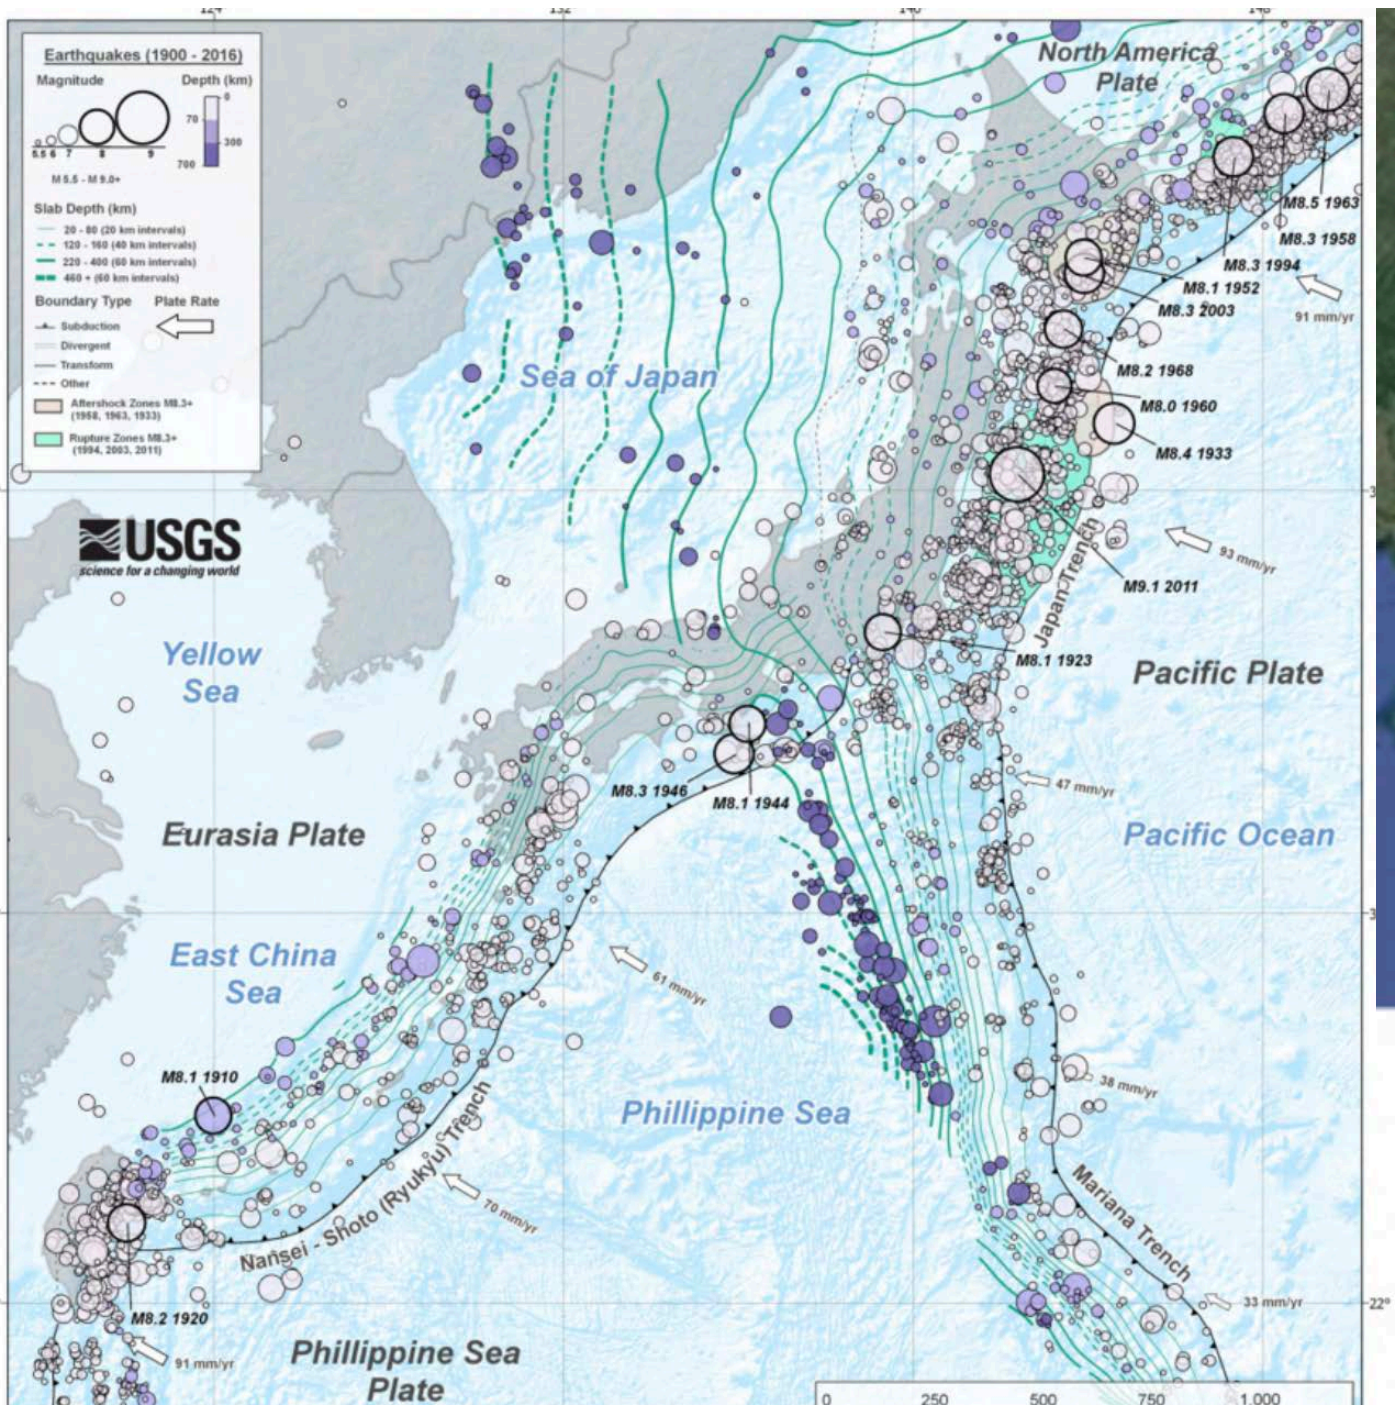 124°
132°
140°
148°
Earthquakes (1900 - 2016)
Magnitude
Depth (km)
0
70
300
700
5.5 6 7 8 9
M 5.5 - M 9.0+
Slab Depth (km)
20 - 80 (20 km intervals)
120 - 160 (40 km intervals)
220 - 400 (60 km intervals)
460 + (60 km intervals)
Boundary Type
Plate Rate
Subduction
Divergent
Transform
Other
Aftershock Zones M8.3+
(1958, 1963, 1933)
Rupture Zones M8.3+
(1994, 2003, 2011)
North America
Plate
M8.5 1963
M8.3 1958
M8.3 1994
M8.1 1952
M8.3 2003
91 mm/yr
Sea of Japan
M8.2 1968
M8.0 1960
M8.4 1933
USGS
science for a changing world
93 mm/yr
Japan Trench
M9.1 2011
Yellow
Sea
M8.1 1923
Pacific Plate
M8.3 1946
M8.1 1944
47 mm/yr
Eurasia Plate
Pacific Ocean
East China
Sea
61 mm/yr
M8.1 1910
38 mm/yr
Phillippine Sea
Nansei - Shoto (Ryukyu) Trench
70 mm/yr
Mariana Trench
M8.2 1920
33 mm/yr
22°
Phillippine Sea
Plate
91 mm/yr
0 250 500 750 1,000